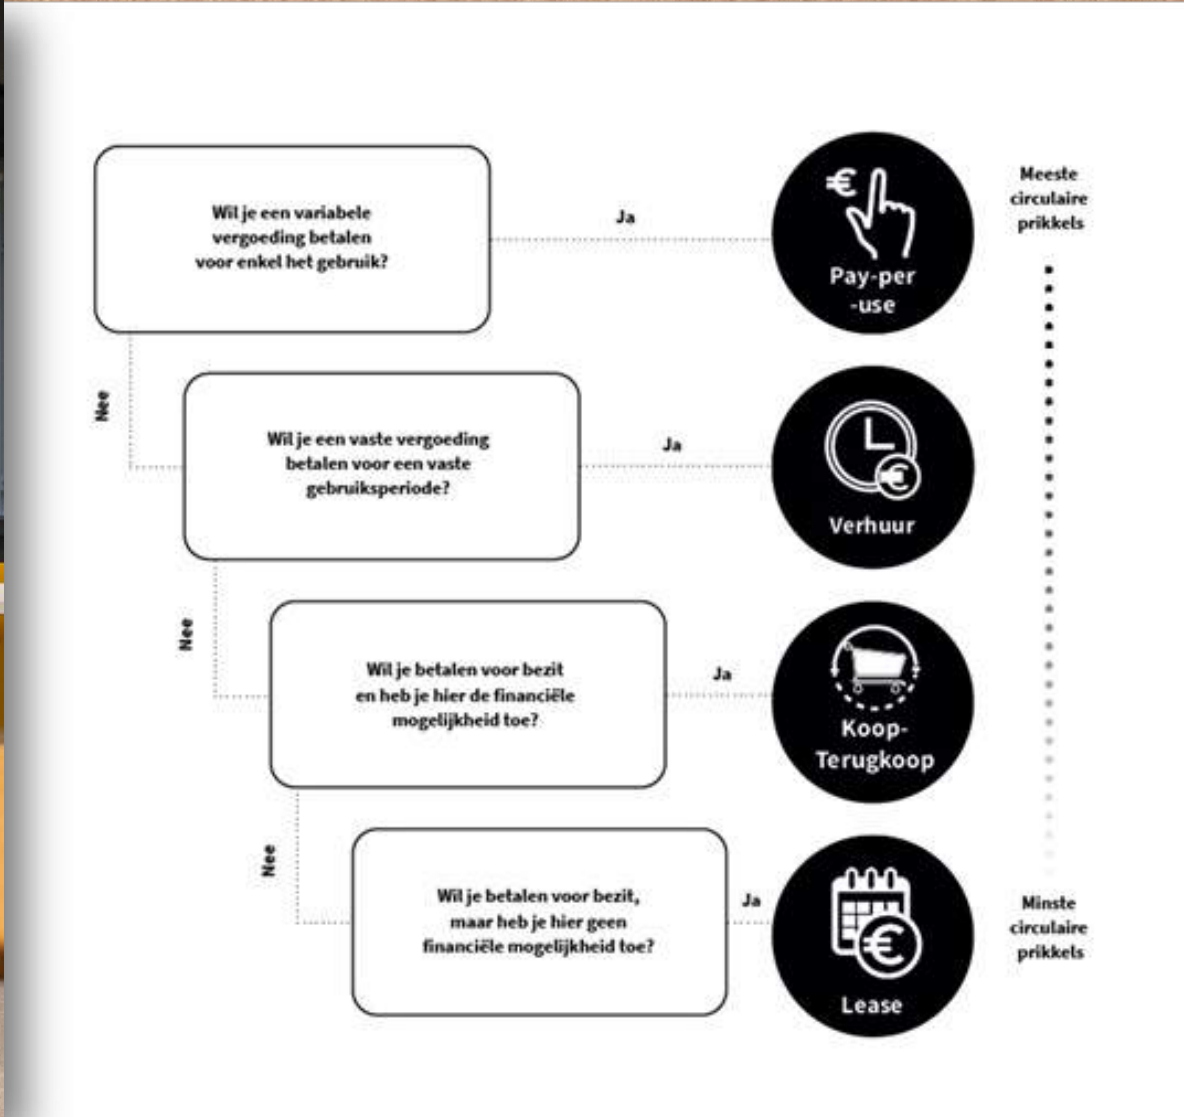 Wil je een variabele
vergoeding betalen
voor enkel het gebruik?
Ja
€
Pay-per
-use
Meeste
circulaire
prikkels
Nee
Wil je een vaste vergoeding
betalen voor een vaste
gebruiksperiode?
Ja
€
Verhuur
Nee
Wil je betalen voor bezit
en heb je hier de financiële
mogelijkheid toe?
Ja
Koop-
Terugkoop
Nee
Wil je betalen voor bezit,
maar heb je hier geen
financiële mogelijkheid toe?
Ja
€
Lease
Minste
circulaire
prikkels